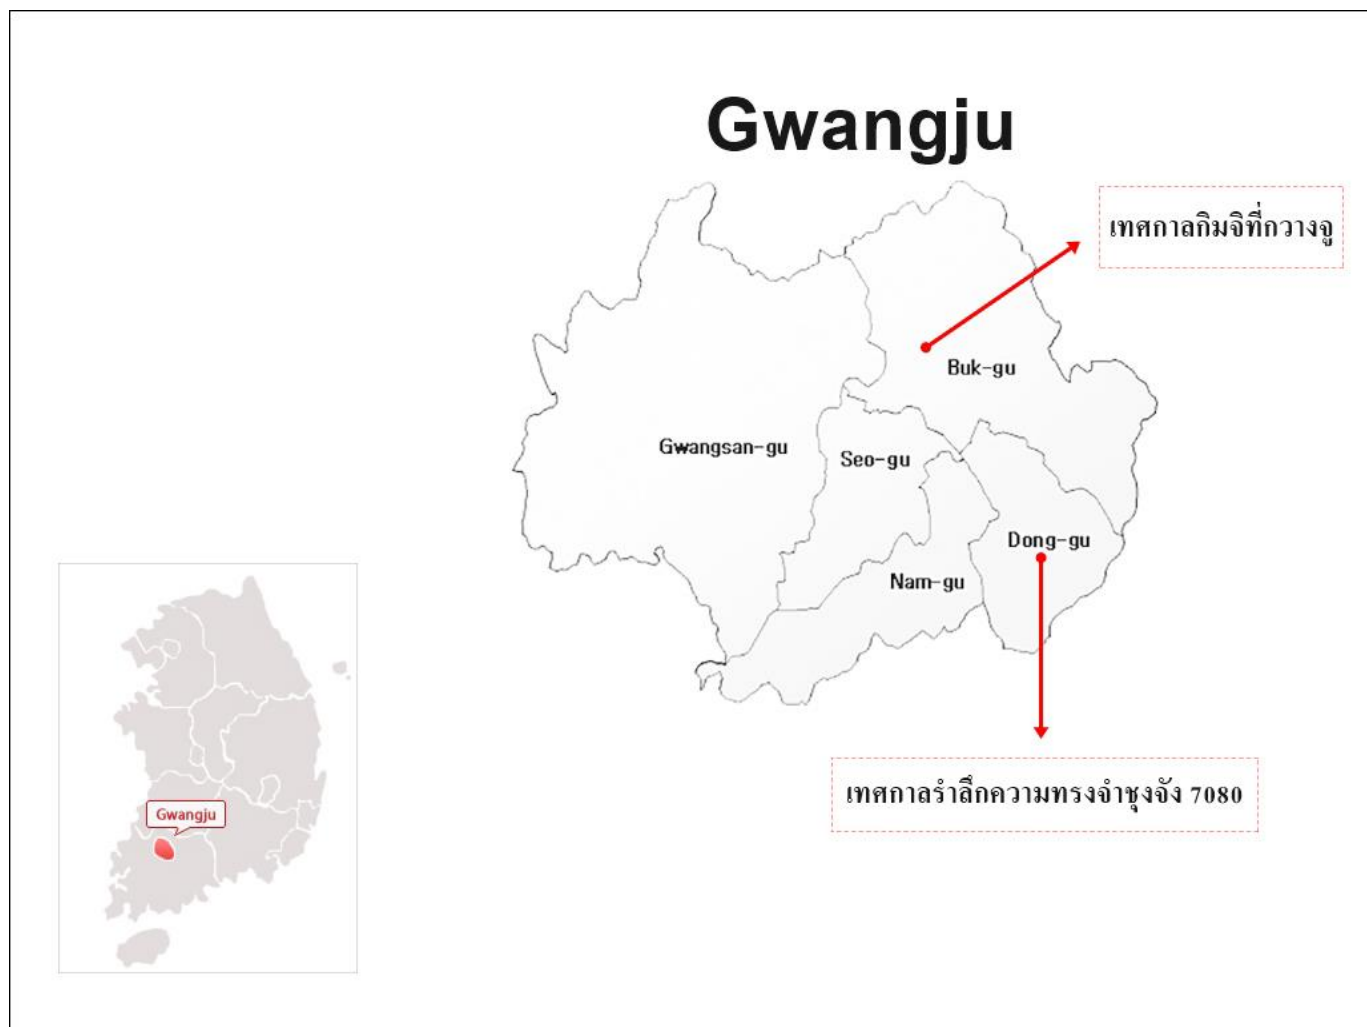 Gwangju
เทศกาลกิมจิที่กวางจู
Buk-gu
Gwangsan-gu
Seo-gu
Dong-gu
Nam-gu
เทศกาลรำลึกความทรงจำชุงจัง 7080
Gwangju